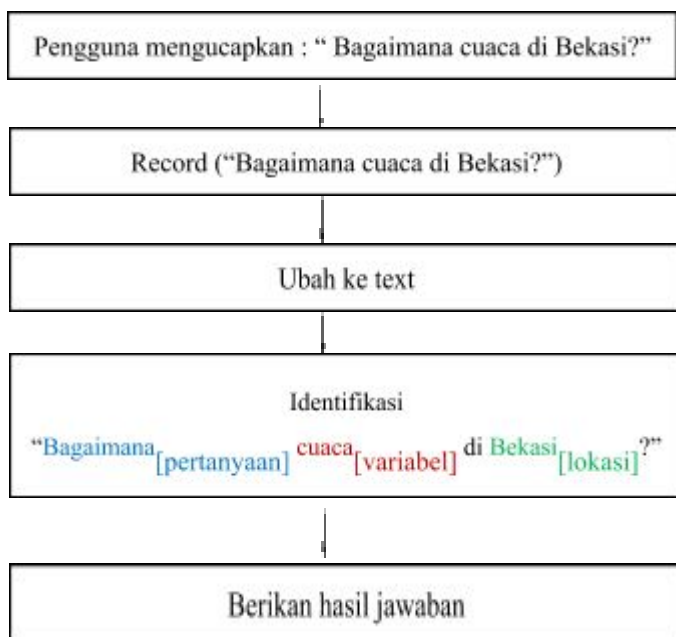 Pengguna mengucapkan : “ Bagaimana cuaca di Bekasi?”
Record (“Bagaimana cuaca di Bekasi?”)
Ubah ke text
Identifikasi
“Bagaimana[pertanyaan] cuaca[variabel] di Bekasi[lokasi]?”
Berikan hasil jawaban